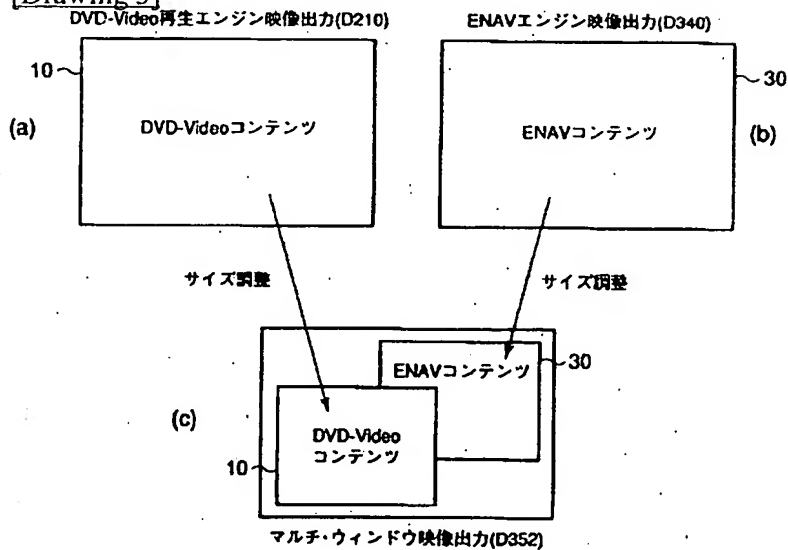 [Drawing 5]
DVD-Video再生エンジン映像出力(D210)
ENAVエンジン映像出力(D340)
10
30
(a)
DVD-Videoコンテンツ
ENAVコンテンツ
(b)
サイズ調整
サイズ調整
ENAVコンテンツ
30
(c)
DVD-Video
コンテンツ
10
マルチ・ウィンドウ映像出力(D352)